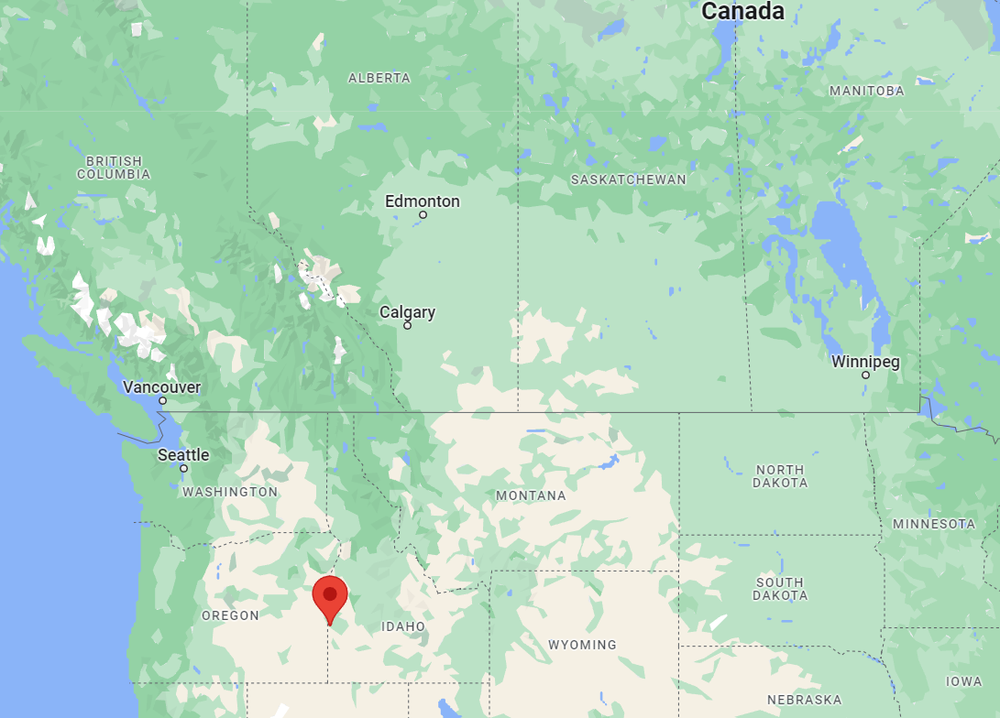 Canada
ALBERTA
MANITOBA
BRITISH
COLUMBIA
SASKATCHEWAN
Edmonton
Calgary
Winnipeg
Vancouver
Seattle
WASHINGTON
MONTANA
NORTH
DAKOTA
MINNESOTA
SOUTH
DAKOTA
OREGON
IDAHO
WYOMING
IOWA
NEBRASKA